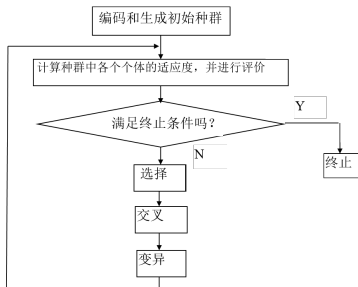 编码和生成初始种群
计算种群中各个个体的适应度，并进行评价
满足终止条件吗？
Y
N
终止
选择
交叉
变异